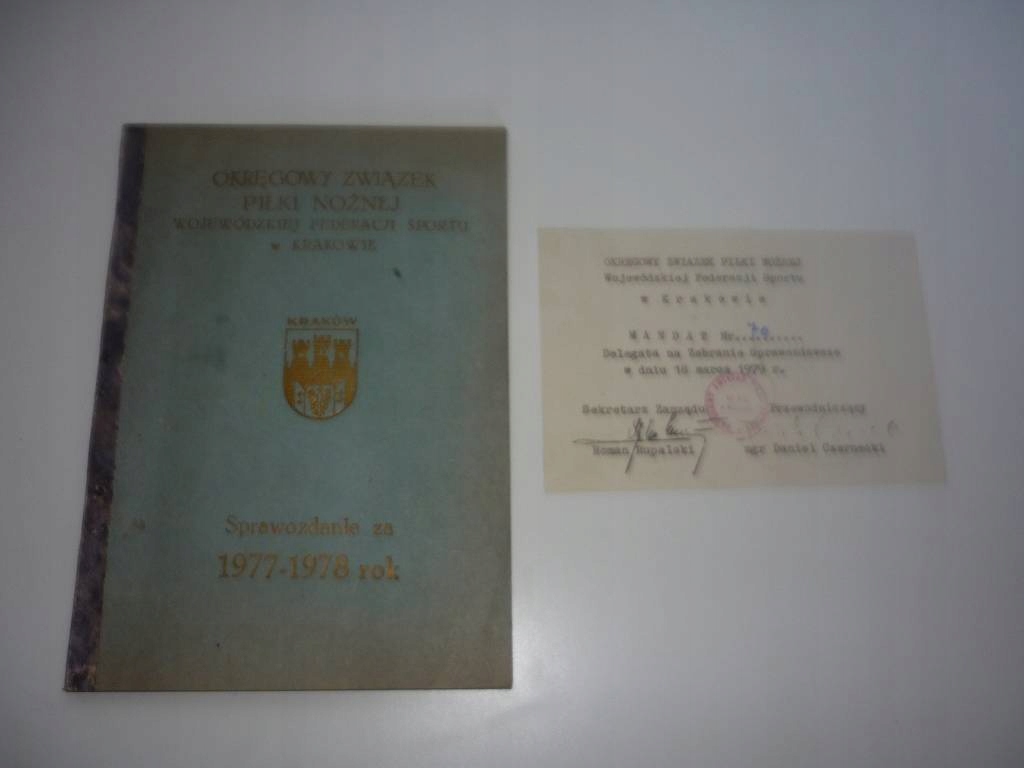 OKRĘGOWY ZWIĄZEK
PIŁKI NOŻNEJ
WOJEWÓDZKIEJ FEDERACJI SPORTU
w KRAKOWIE
KRAKÓW
Sprawozdanie za
1977-1978 rok
OKRĘGOWY ZWIĄZEK PIŁKI NOŻNEJ
Wojewódzkiej Federacji Sportu
w Krakowie
MANDAT Nr. 70
Delegata na Zebranie Sprawozdawcze
w dniu 16 marca 1979 r.
Sekretarz Zarządu Przewodniczący
Roman Rupalski mgr Daniel Czarnecki